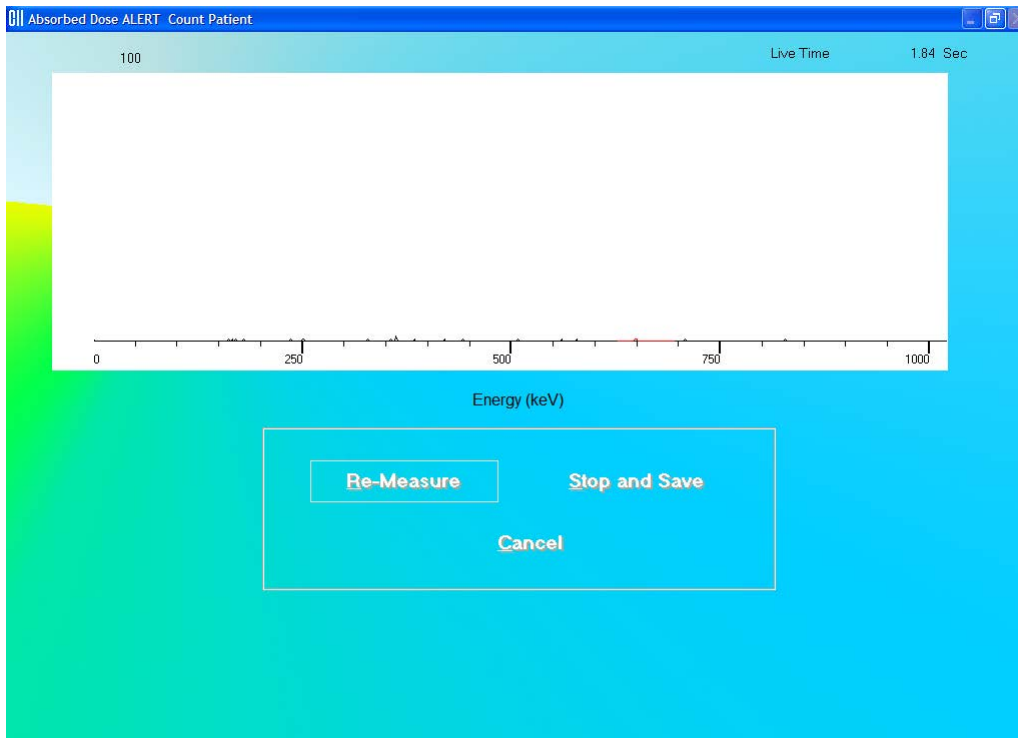 CII Absorbed Dose ALERT Count Patient
100 Live Time 1.84 Sec
0 250 500 750 1000
Energy (keV)
Re-Measure Stop and Save
Cancel